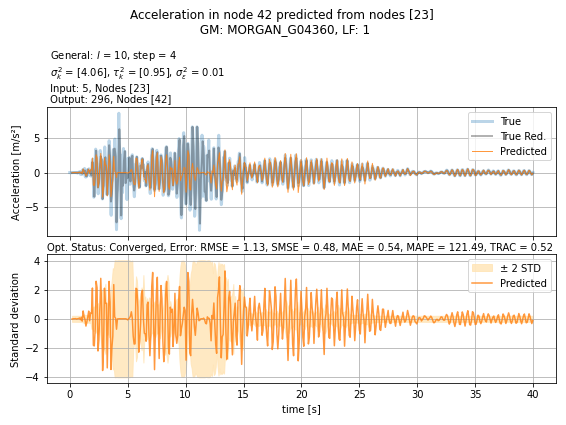 Acceleration in node 42 predicted from nodes [23]
GM: MORGAN_G04360, LF: 1
General: l = 10, step = 4
σ²ₖ = [4.06], τ²ₖ = [0.95], σ²ε = 0.01
Input: 5, Nodes [23]
Output: 296, Nodes [42]
Acceleration [m/s²]
5
0
−5
True
True Red.
Predicted
Opt. Status: Converged, Error: RMSE = 1.13, SMSE = 0.48, MAE = 0.54, MAPE = 121.49, TRAC = 0.52
Standard deviation
4
2
0
−2
−4
± 2 STD
Predicted
0 5 10 15 20 25 30 35 40
time [s]